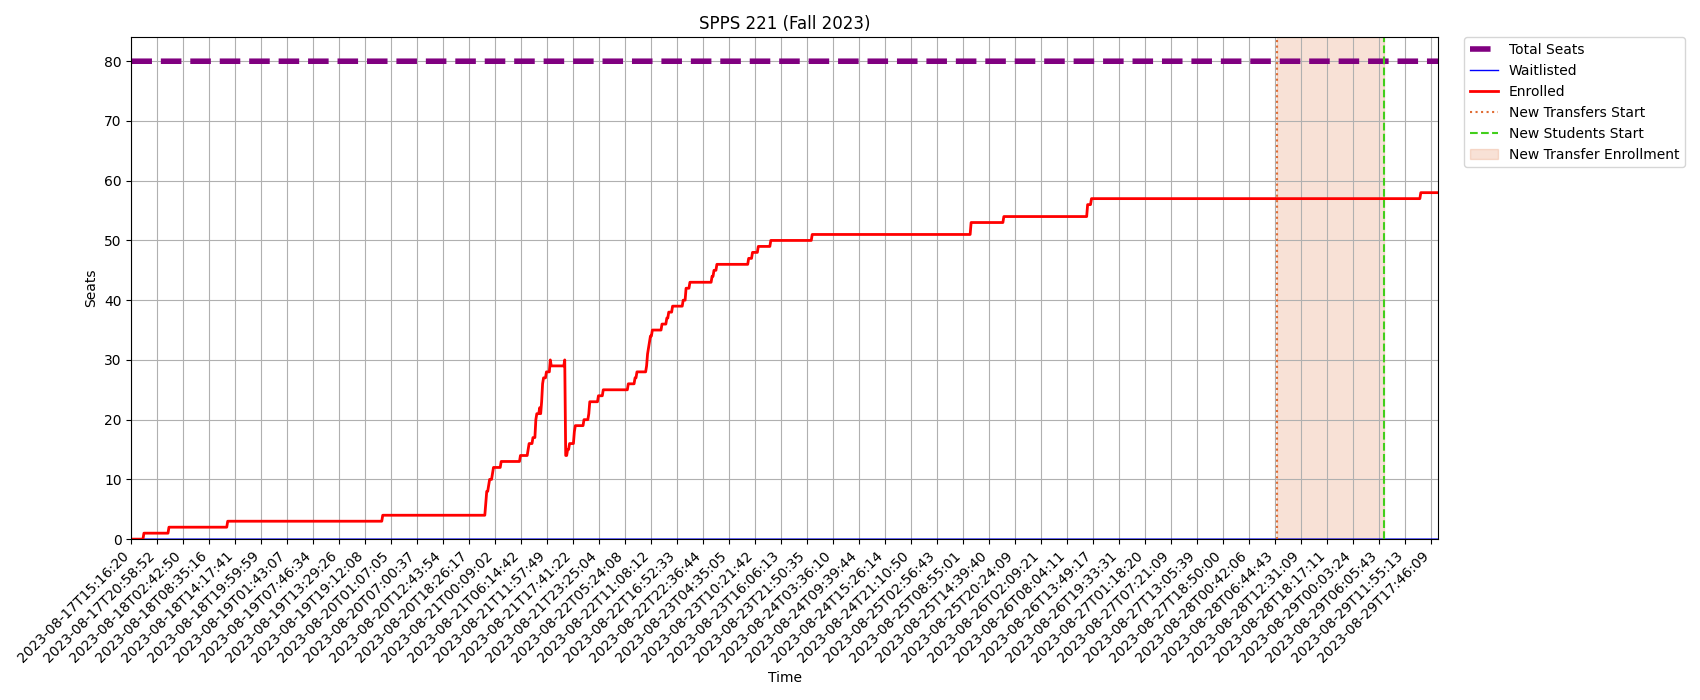 SPPS 221 (Fall 2023)
Total Seats
Waitlisted
Enrolled
New Transfers Start
New Students Start
New Transfer Enrollment
80
70
60
50
40
30
20
10
0
Seats
2023-08-17T15:16:20
2023-08-17T20:58:52
2023-08-18T02:42:50
2023-08-18T08:35:16
2023-08-18T14:17:41
2023-08-18T19:59:59
2023-08-19T01:43:07
2023-08-19T07:46:34
2023-08-19T13:29:26
2023-08-19T19:12:08
2023-08-20T01:07:05
2023-08-20T07:00:37
2023-08-20T12:43:54
2023-08-20T18:26:17
2023-08-21T00:09:02
2023-08-21T06:14:42
2023-08-21T11:57:49
2023-08-21T17:41:22
2023-08-21T23:25:04
2023-08-22T05:24:08
2023-08-22T11:08:12
2023-08-22T16:52:33
2023-08-22T22:36:44
2023-08-23T04:35:05
2023-08-23T10:21:42
2023-08-23T16:06:13
2023-08-23T21:50:35
2023-08-24T03:36:10
2023-08-24T09:39:44
2023-08-24T15:26:14
2023-08-24T21:10:50
2023-08-25T02:56:43
2023-08-25T08:55:01
2023-08-25T14:39:40
2023-08-25T20:24:09
2023-08-26T02:09:21
2023-08-26T08:04:11
2023-08-26T13:49:17
2023-08-26T19:33:31
2023-08-27T01:18:20
2023-08-27T07:21:09
2023-08-27T13:05:39
2023-08-27T18:50:00
2023-08-28T00:42:06
2023-08-28T06:44:43
2023-08-28T12:31:09
2023-08-28T18:17:11
2023-08-29T00:03:24
2023-08-29T06:05:43
2023-08-29T11:55:13
2023-08-29T17:46:09
Time